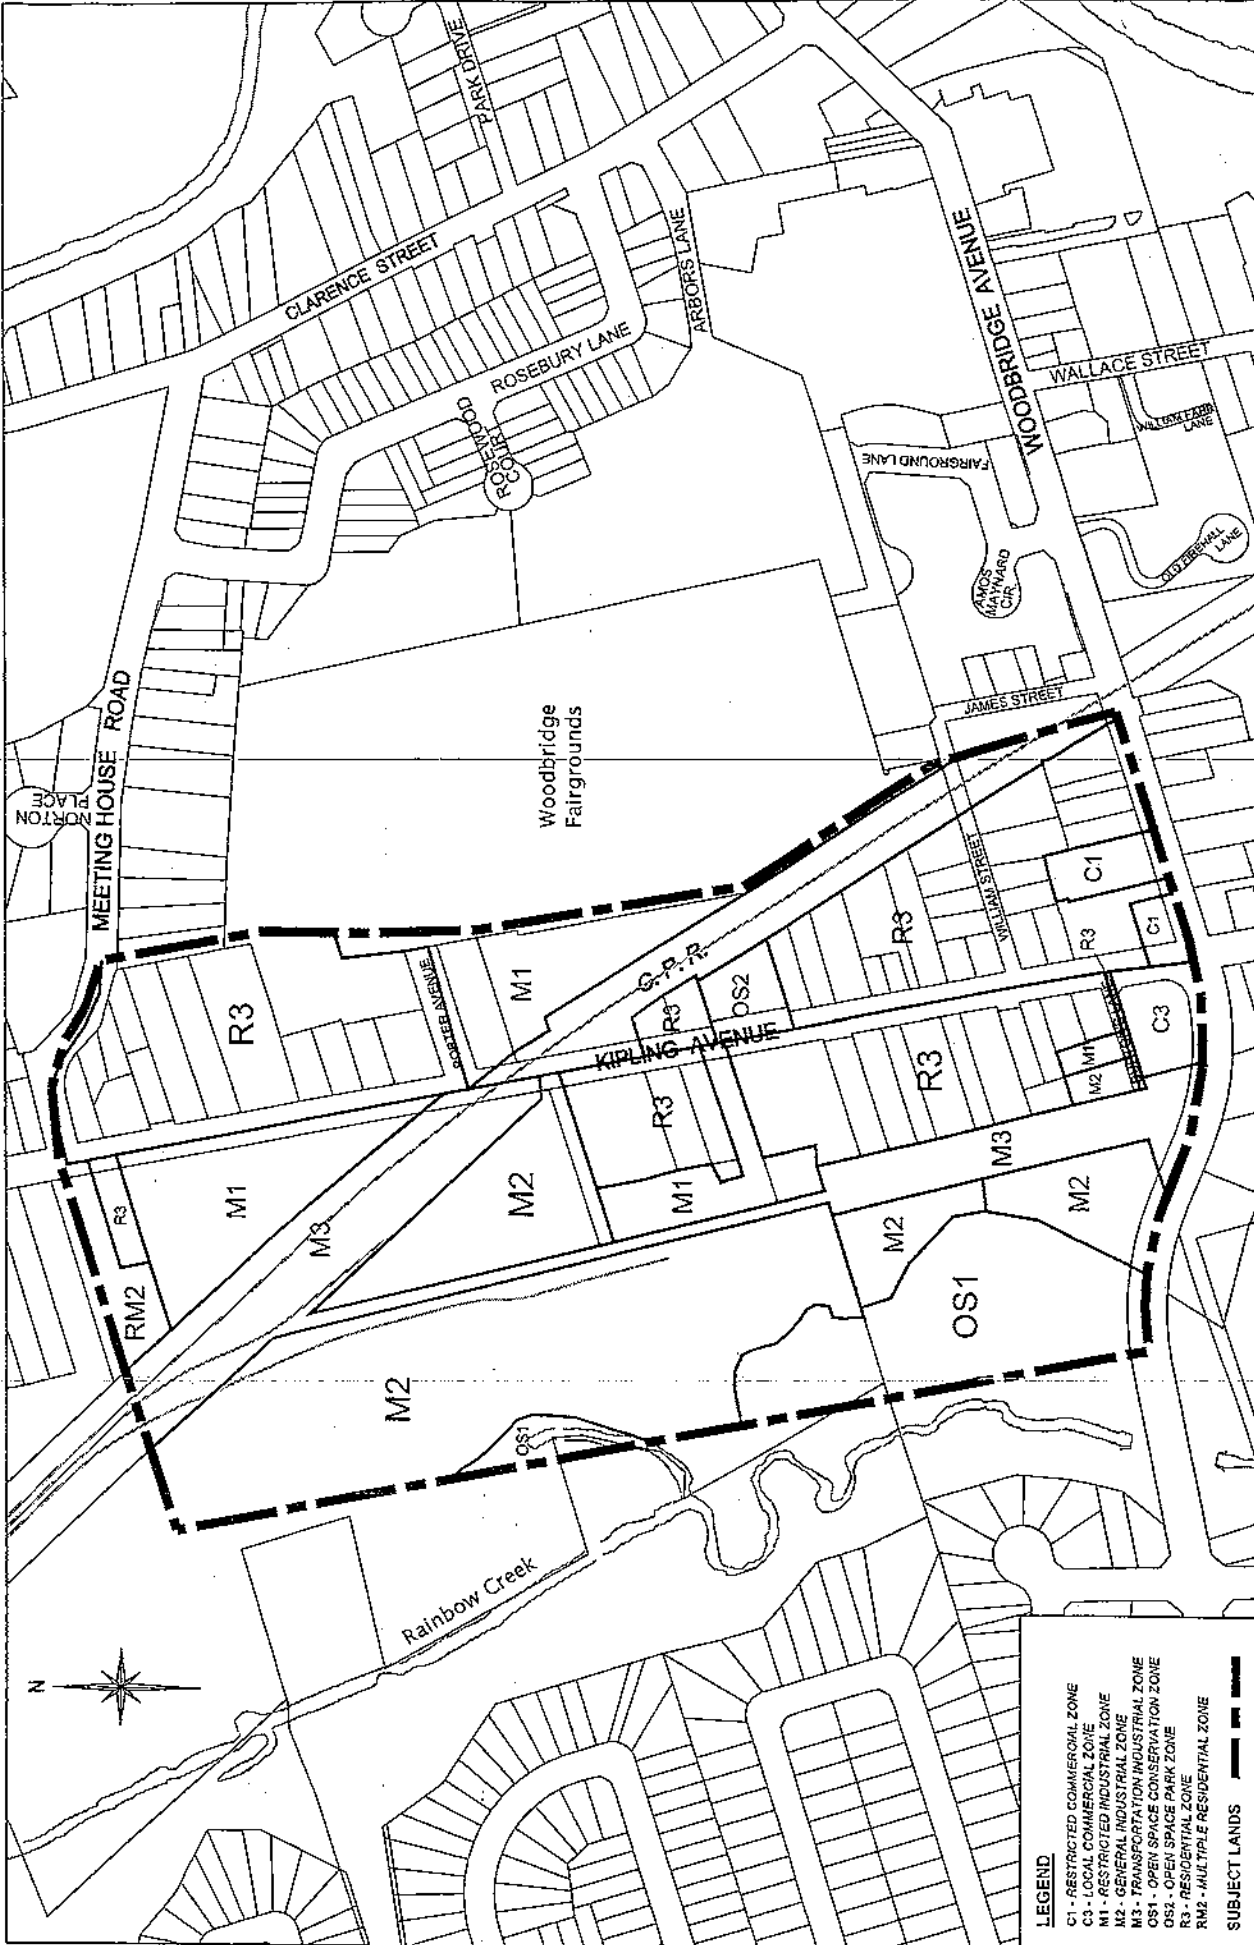 PARK DRIVE
CLARENCE STREET
ROSEBURY LANE
ARBORS LANE
ROSEWOOD
COUR
WOODBRIDGE AVENUE
WALLACE STREET
WILLIAM FARR
LANE
FAIRGROUND LANE
AMOS
MAYNARD
CIR.
OLD FIREHALL
LANE
NORTON
PLACE
MEETING HOUSE ROAD
Woodbridge
Fairgrounds
JAMES STREET
WILLIAM STREET
PORTER AVENUE
KIPLING AVENUE
C.P.R.
R3
M1
R3
OS2
R3
R3
C1
C1
R3
R3
M1
M2
C3
R3
RM2
M1
M3
M2
M1
M3
M2
M2
OS1
M2
OS1
Rainbow Creek
N
LEGEND
C1 - RESTRICTED COMMERCIAL ZONE
C3 - LOCAL COMMERCIAL ZONE
M1 - RESTRICTED INDUSTRIAL ZONE
M2 - GENERAL INDUSTRIAL ZONE
M3 - TRANSPORTATION INDUSTRIAL ZONE
OS1 - OPEN SPACE CONSERVATION ZONE
OS2 - OPEN SPACE PARK ZONE
R3 - RESIDENTIAL ZONE
RM2 - MULTIPLE RESIDENTIAL ZONE
SUBJECT LANDS